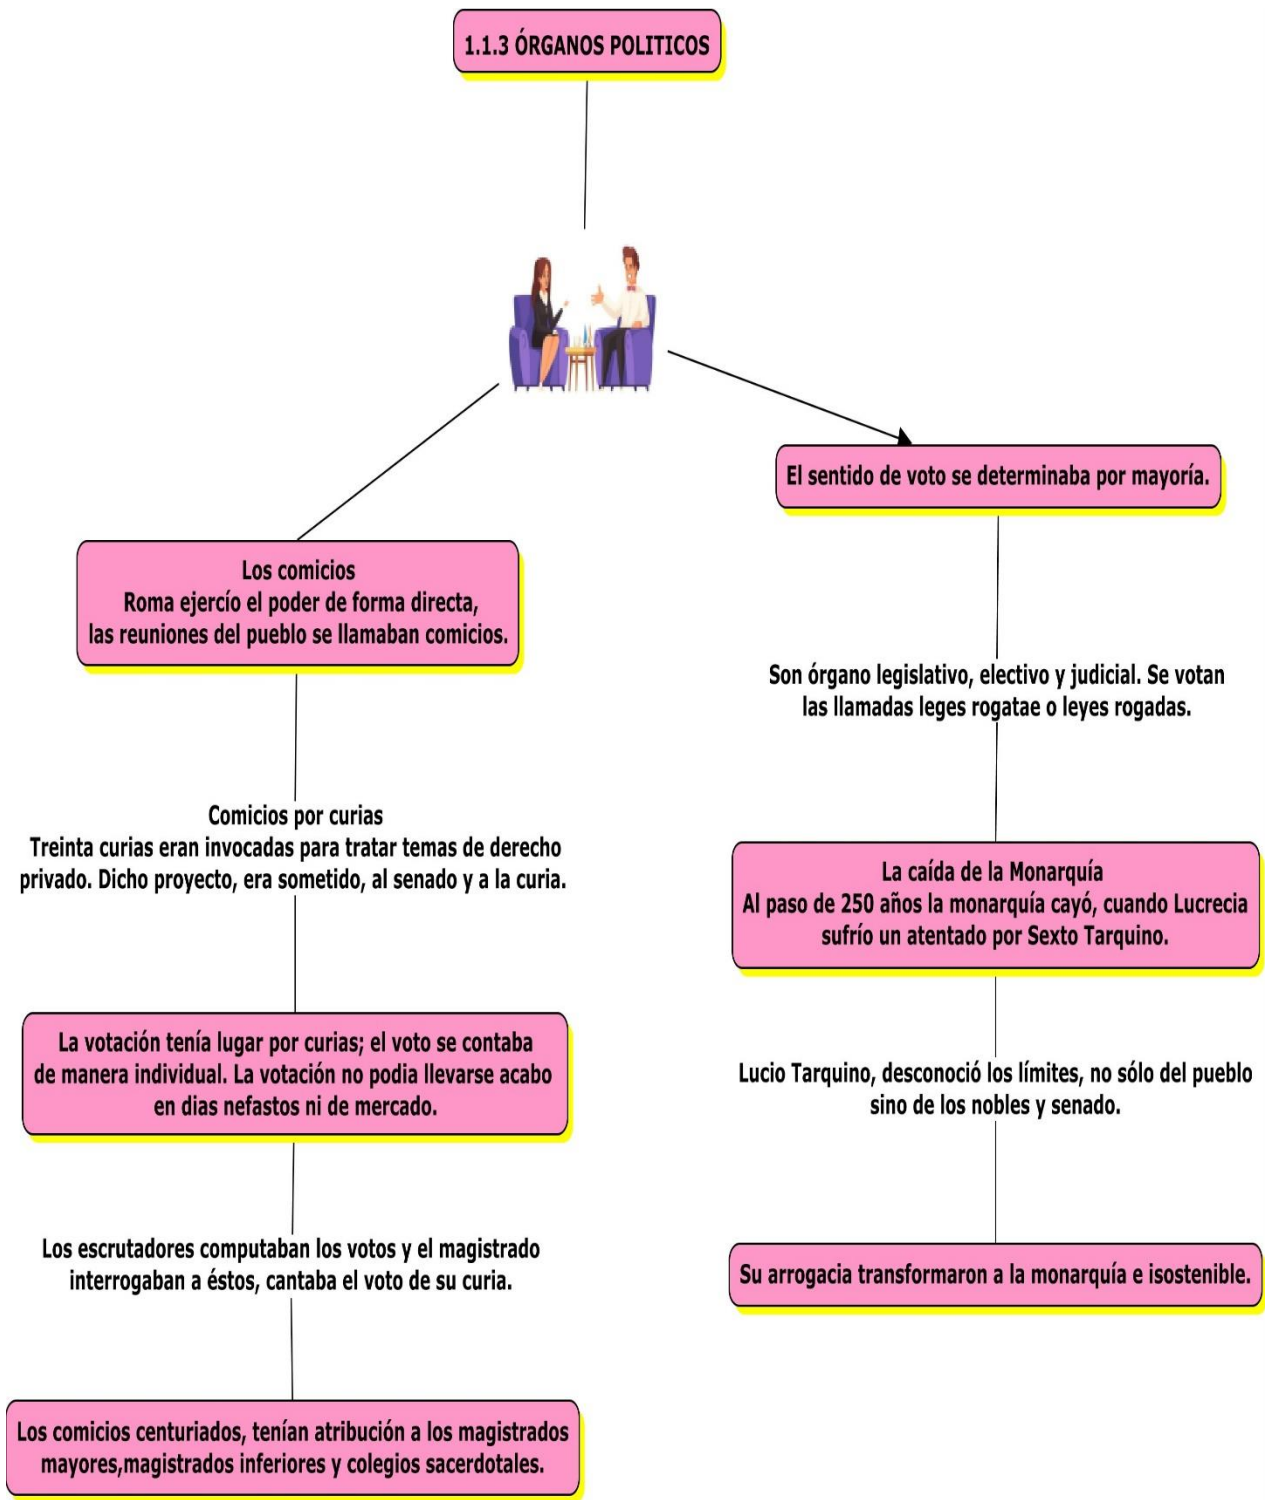 1.1.3 ÓRGANOS POLITICOS
Los comicios
Roma ejercío el poder de forma directa,
las reuniones del pueblo se llamaban comicios.
Comicios por curias
Treinta curias eran invocadas para tratar temas de derecho
privado. Dicho proyecto, era sometido, al senado y a la curia.
La votación tenía lugar por curias; el voto se contaba
de manera individual. La votación no podia llevarse acabo
en dias nefastos ni de mercado.
Los escrutadores computaban los votos y el magistrado
interrogaban a éstos, cantaba el voto de su curia.
Los comicios centuriados, tenían atribución a los magistrados
mayores,magistrados inferiores y colegios sacerdotales.
El sentido de voto se determinaba por mayoría.
Son órgano legislativo, electivo y judicial. Se votan
las llamadas leges rogatae o leyes rogadas.
La caída de la Monarquía
Al paso de 250 años la monarquía cayó, cuando Lucrecia
sufrío un atentado por Sexto Tarquino.
Lucio Tarquino, desconoció los límites, no sólo del pueblo
sino de los nobles y senado.
Su arrogacia transformaron a la monarquía e isostenible.